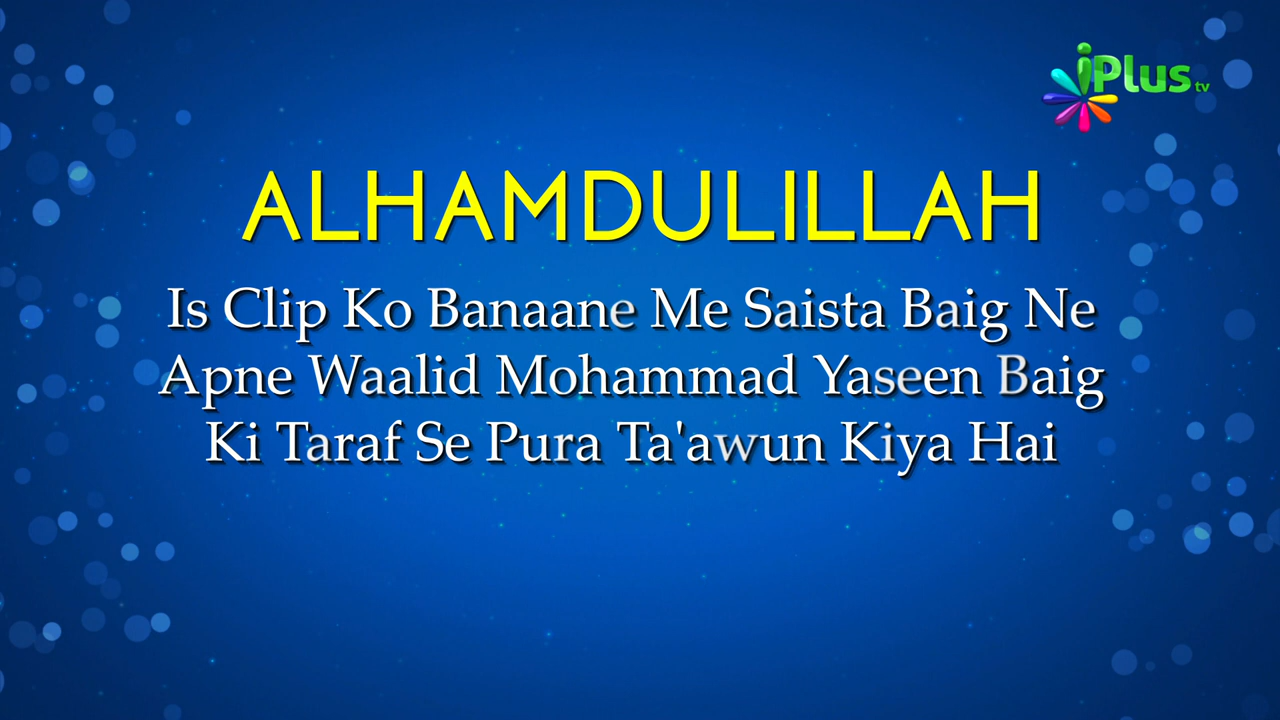 iPlus tv
ALHAMDULILLAH
Is Clip Ko Banaane Me Saista Baig Ne
Apne Waalid Mohammad Yaseen Baig
Ki Taraf Se Pura Ta'awun Kiya Hai